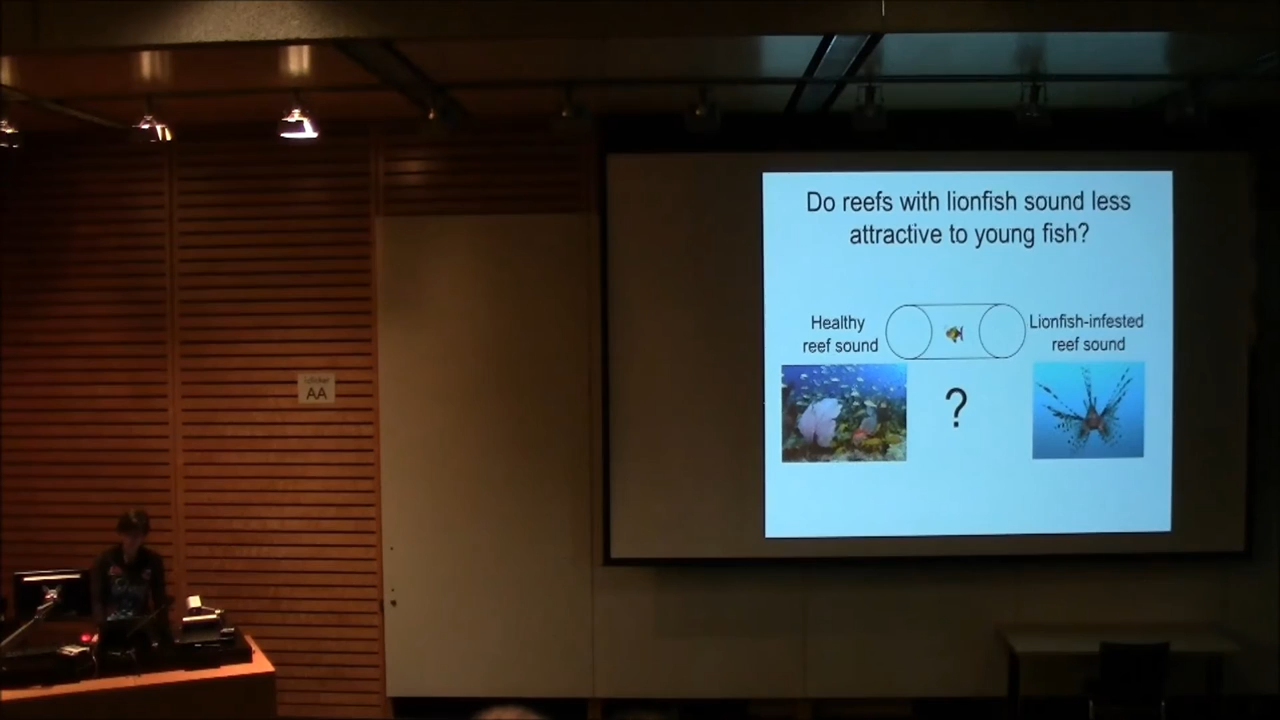 Do reefs with lionfish sound less
attractive to young fish?
Healthy
reef sound
Lionfish-infested
reef sound
?
AA